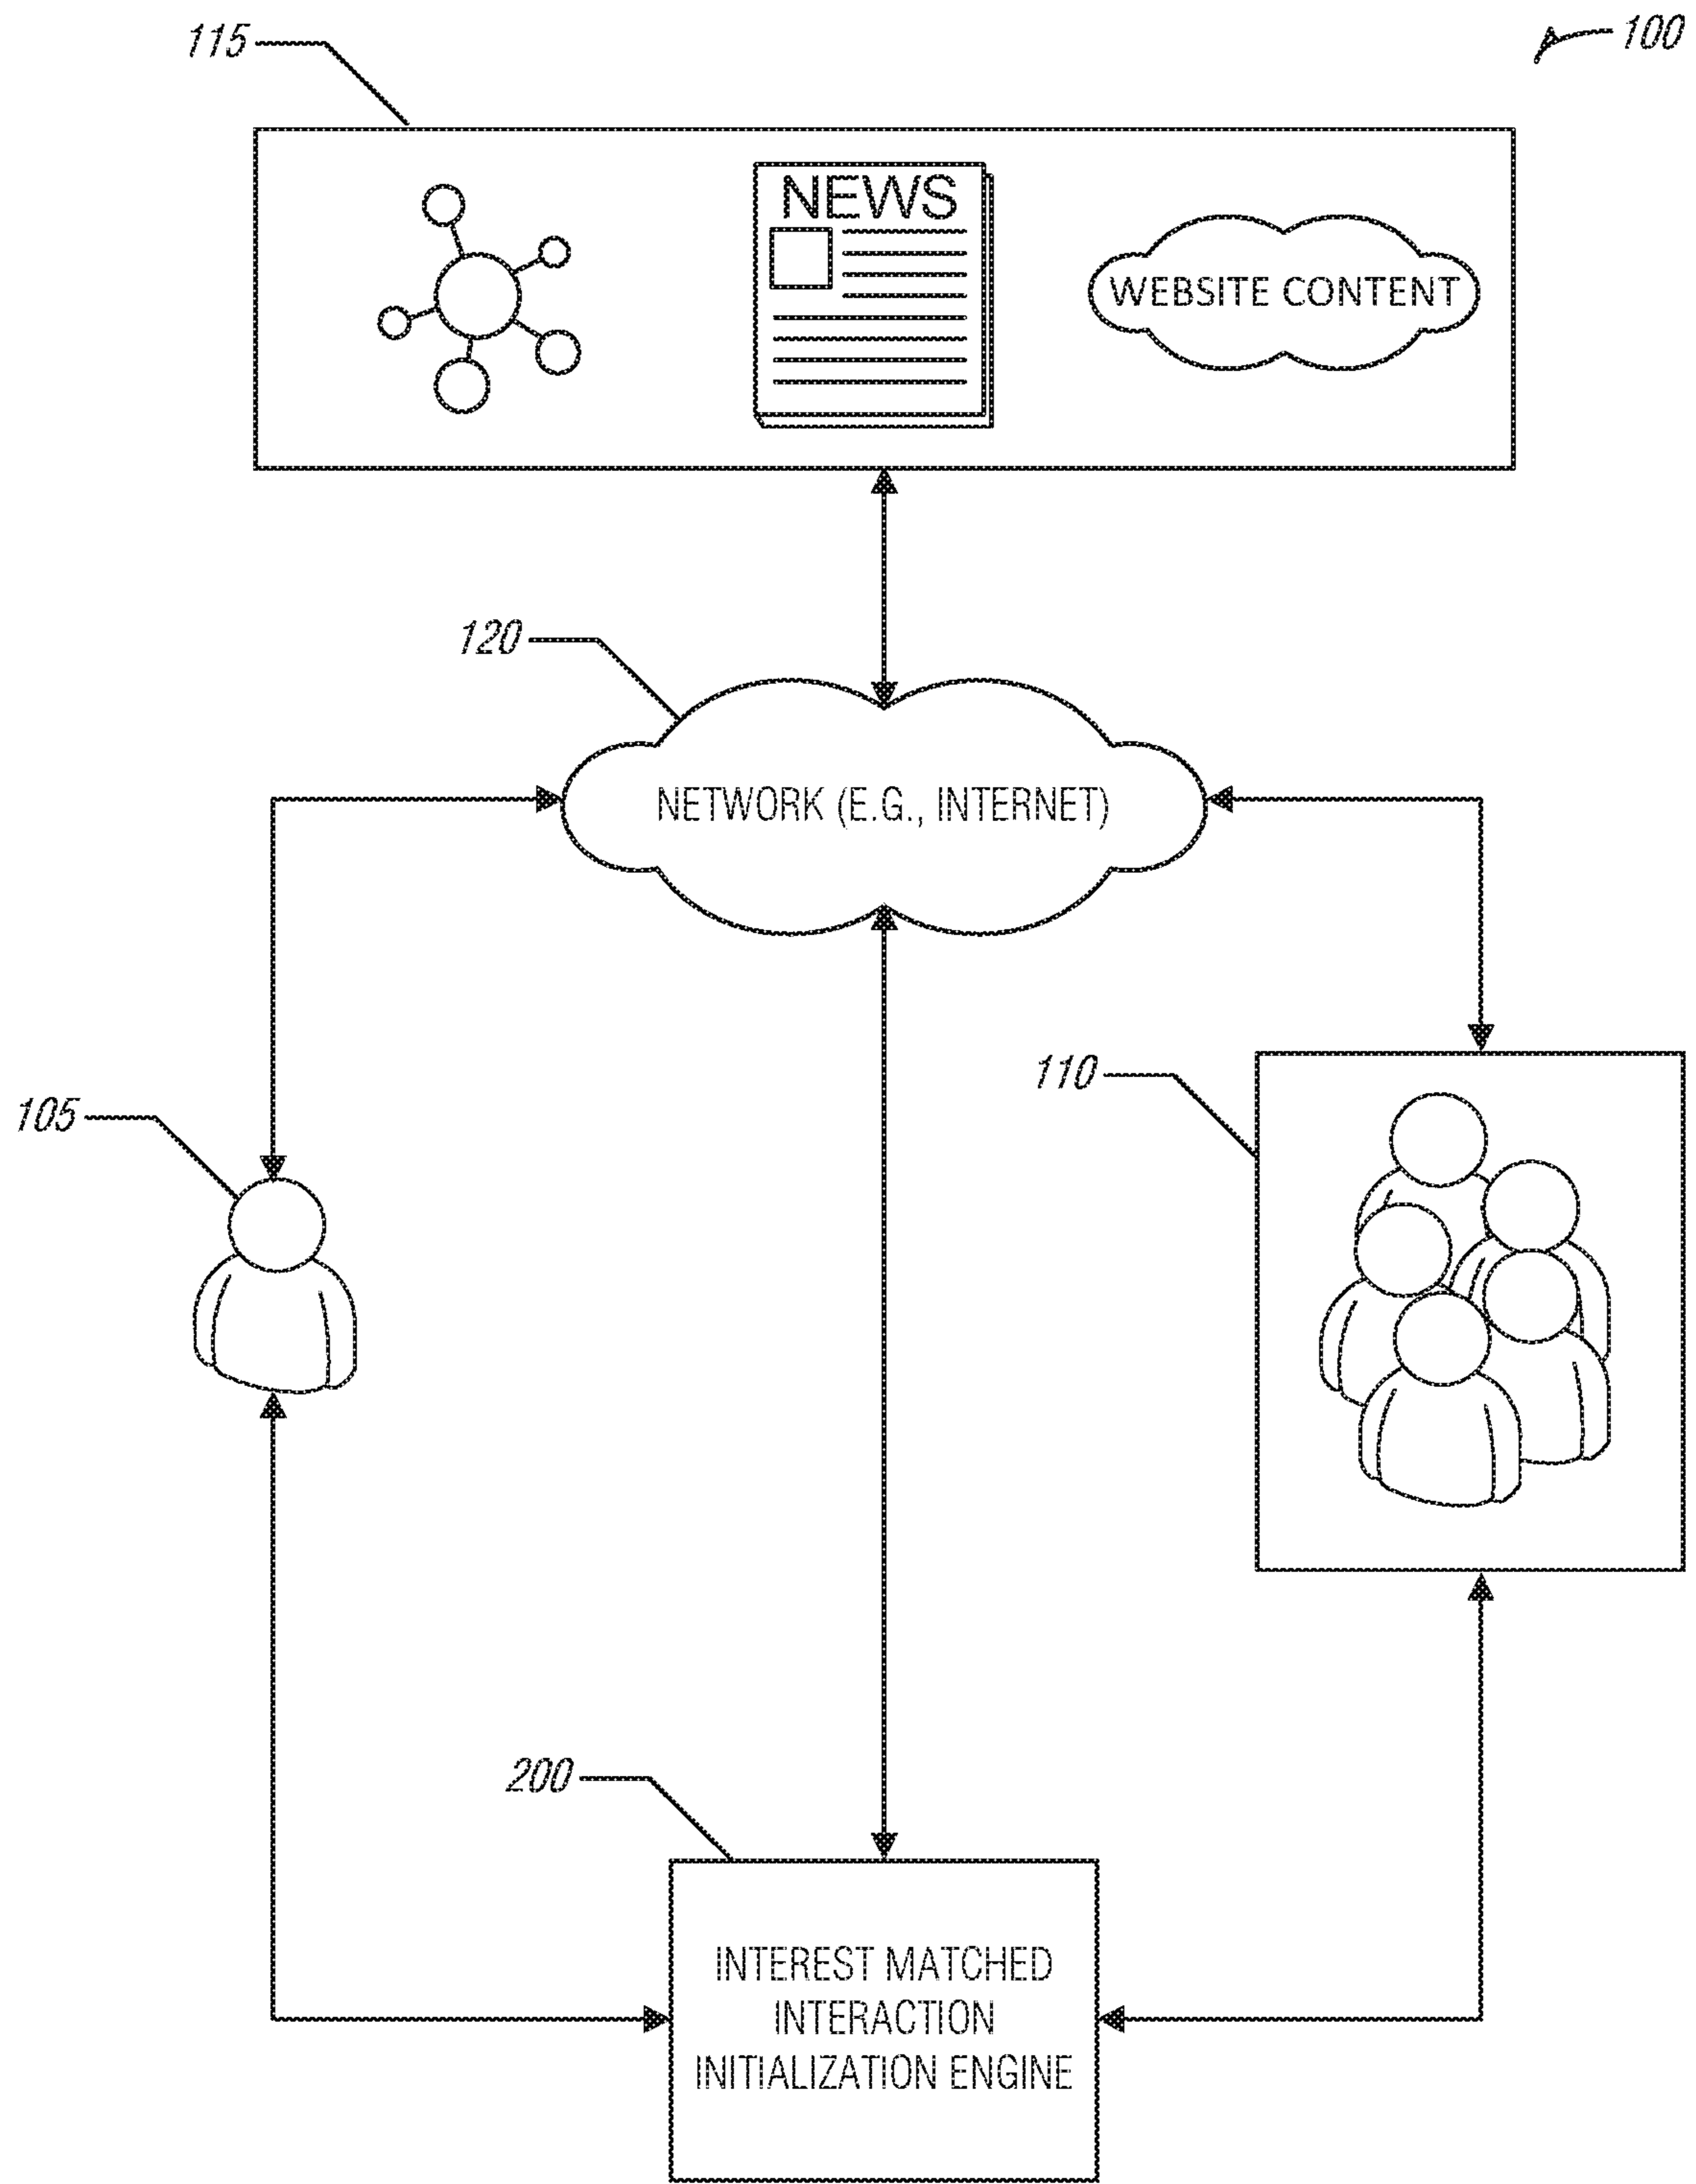 115
100
NEWS
WEBSITE CONTENT
120
NETWORK (E.G., INTERNET)
110
105
200
INTEREST MATCHED
INTERACTION
INITIALIZATION ENGINE